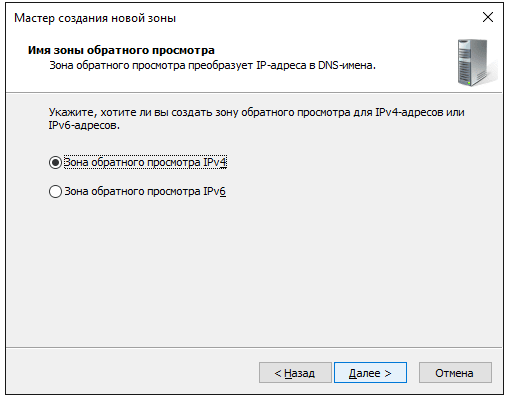 Мастер создания новой зоны
Имя зоны обратного просмотра
Зона обратного просмотра преобразует IP-адреса в DNS-имена.
Укажите, хотите ли вы создать зону обратного просмотра для IPv4-адресов или
IPv6-адресов.
Зона обратного просмотра IPv4
Зона обратного просмотра IPv6
< Назад
Далее >
Отмена